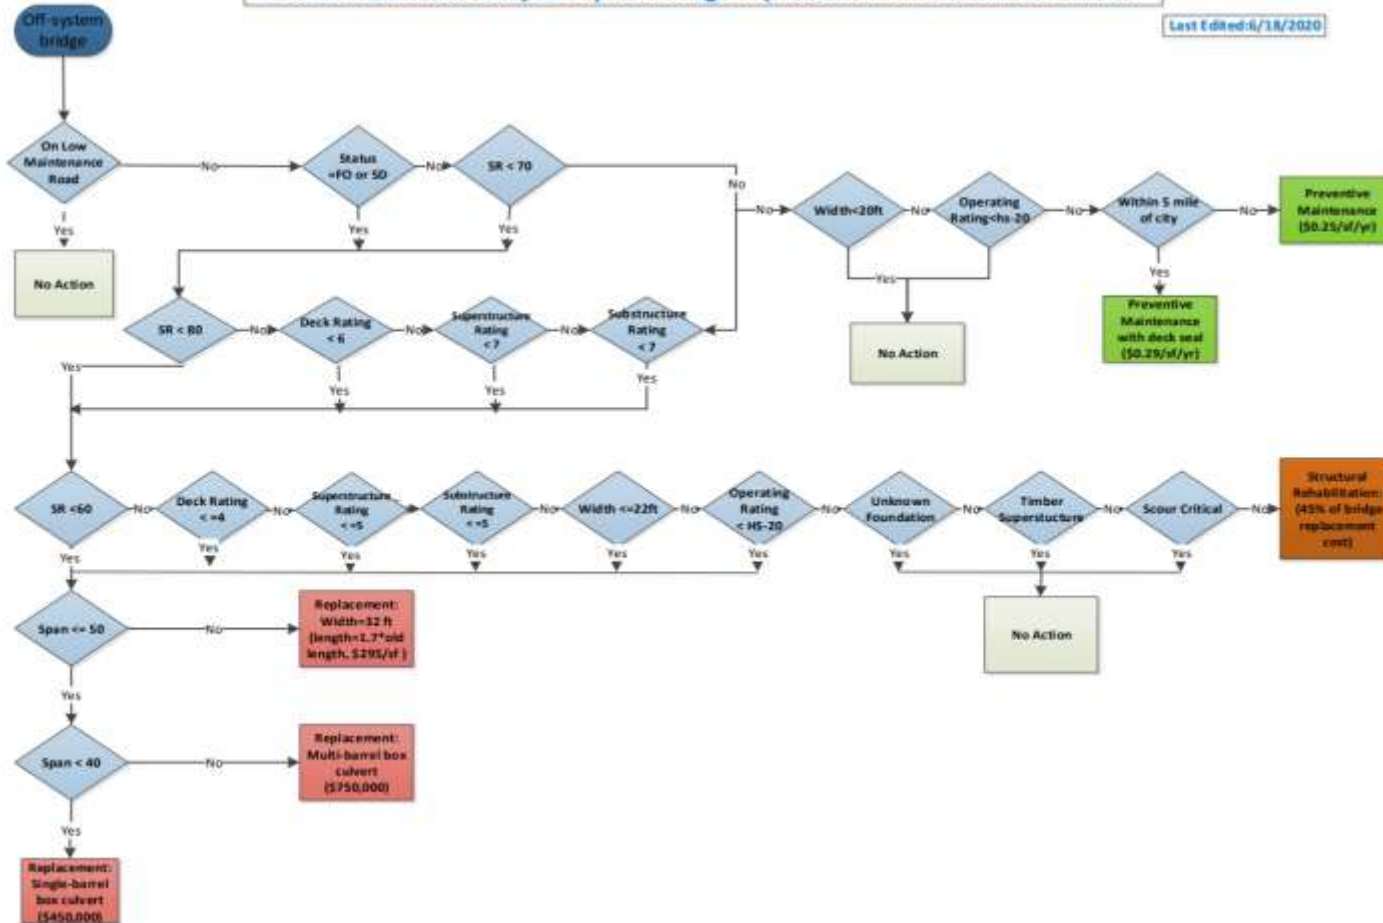 Last Edited:6/18/2020
Off-system
bridge
On Low
Maintenance
Road
No
Status
=FO or SD
No
SR < 70
No
Yes
No Action
Yes
Yes
No
Width<20ft
No
Operating
Rating<hs-20
No
Within 5 mile
of city
No
Preventive
Maintenance
($0.25/sf/yr)
Yes
No Action
Yes
Preventive
Maintenance
with deck seal
($0.29/sf/yr)
SR < 80
No
Deck Rating
< 6
No
Superstructure
Rating
< 7
No
Substructure
Rating
< 7
Yes
Yes
Yes
Yes
SR <60
No
Deck Rating
< =4
No
Superstructure
Rating
< =5
Substructure
Rating
< =5
No
Width <=22ft
No
Operating
Rating
< HS-20
No
Unknown
Foundation
No
Timber
Superstucture
No
Scour Critical
No
Structural
Rehabilitation:
(45% of bridge
replacement
cost)
Yes
Yes
Yes
Yes
Yes
Yes
Yes
Yes
Yes
No Action
Span <= 50
No
Replacement:
Width=32 ft
(length=1.7*old
length, $295/sf )
Yes
Span < 40
No
Replacement:
Multi-barrel box
culvert
($750,000)
Yes
Replacement:
Single-barrel
box culvert
($450,000)